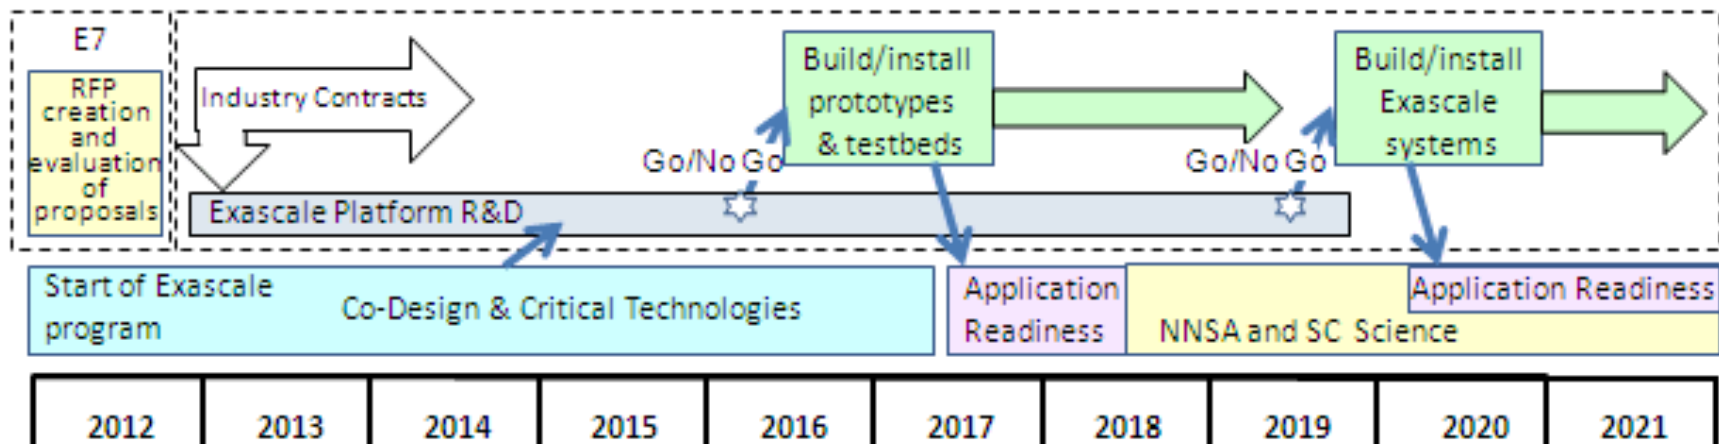 E7
RFP
creation
and
evaluation
of
proposals
Industry Contracts
Exascale Platform R&D
Go/No Go
Build/install
prototypes
& testbeds
Go/No Go
Build/install
Exascale
systems
Start of Exascale
program
Co-Design & Critical Technologies
Application
Readiness
NNSA and SC Science
Application Readiness
2012 2013 2014 2015 2016 2017 2018 2019 2020 2021